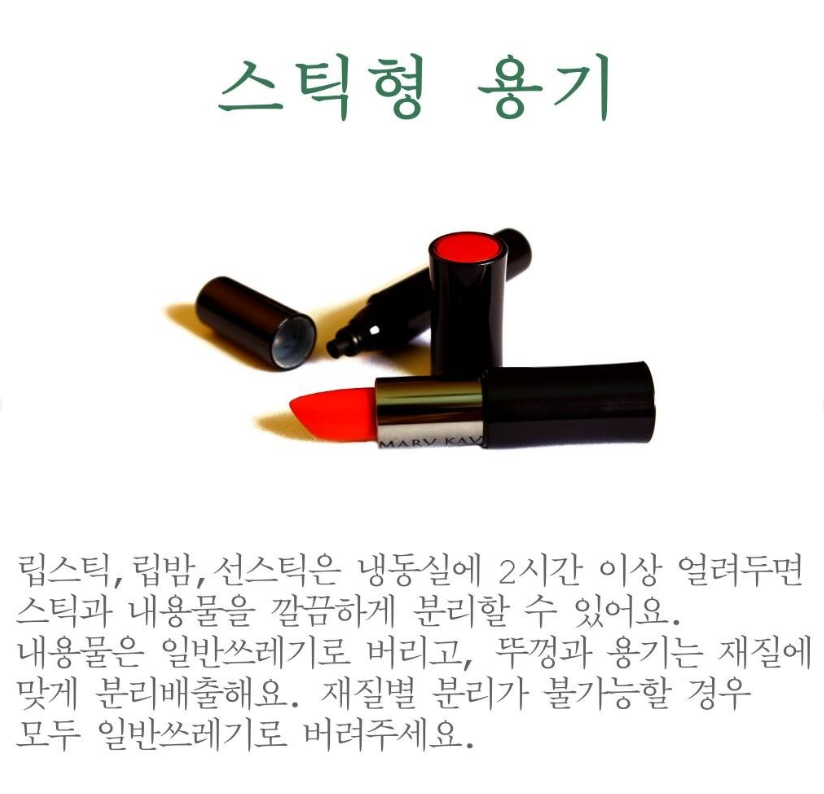 스틱형 용기
MARY KAY
립스틱,립밤,선스틱은 냉동실에 2시간 이상 얼려두면
스틱과 내용물을 깔끔하게 분리할 수 있어요.
내용물은 일반쓰레기로 버리고, 뚜껑과 용기는 재질에
맞게 분리배출해요. 재질별 분리가 불가능할 경우
모두 일반쓰레기로 버려주세요.